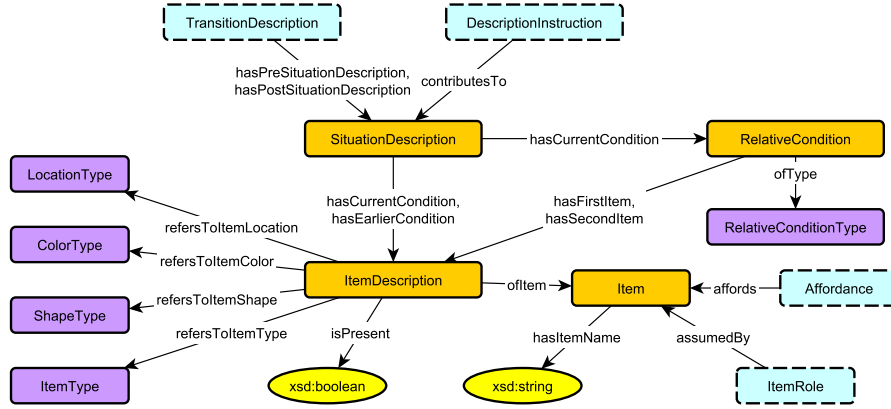 TransitionDescription
DescriptionInstruction
hasPreSituationDescription,
hasPostSituationDescription
contributesTo
SituationDescription
hasCurrentCondition
RelativeCondition
LocationType
ofType
hasCurrentCondition,
hasEarlierCondition
hasFirstItem,
hasSecondItem
refersToItemLocation
RelativeConditionType
ColorType
refersToItemColor
ItemDescription
ofItem
Item
affords
Affordance
refersToItemShape
ShapeType
refersToItemType
isPresent
hasItemName
assumedBy
ItemType
xsd:boolean
xsd:string
ItemRole